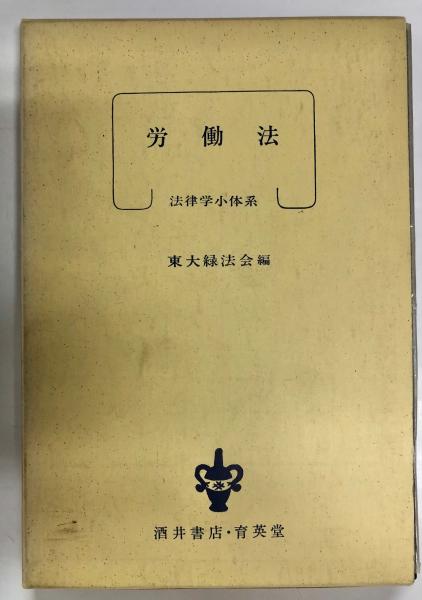 労働法
法律学小体系
東大緑法会編
酒井書店・育英堂